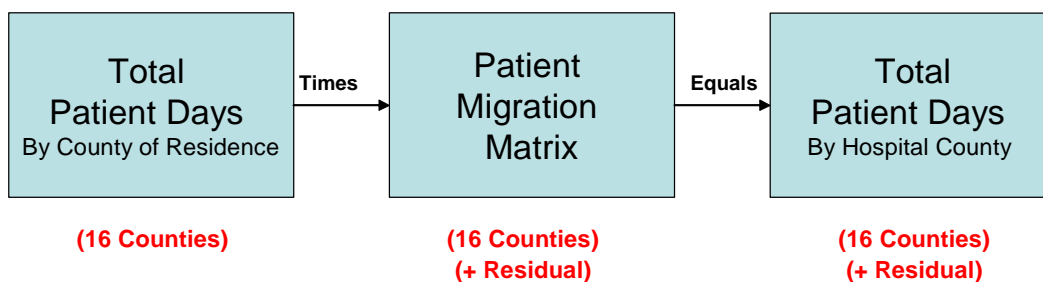 Total
Patient Days
By County of Residence
Times
Patient
Migration
Matrix
Equals
Total
Patient Days
By Hospital County
(16 Counties)
(16 Counties)
(+ Residual)
(16 Counties)
(+ Residual)